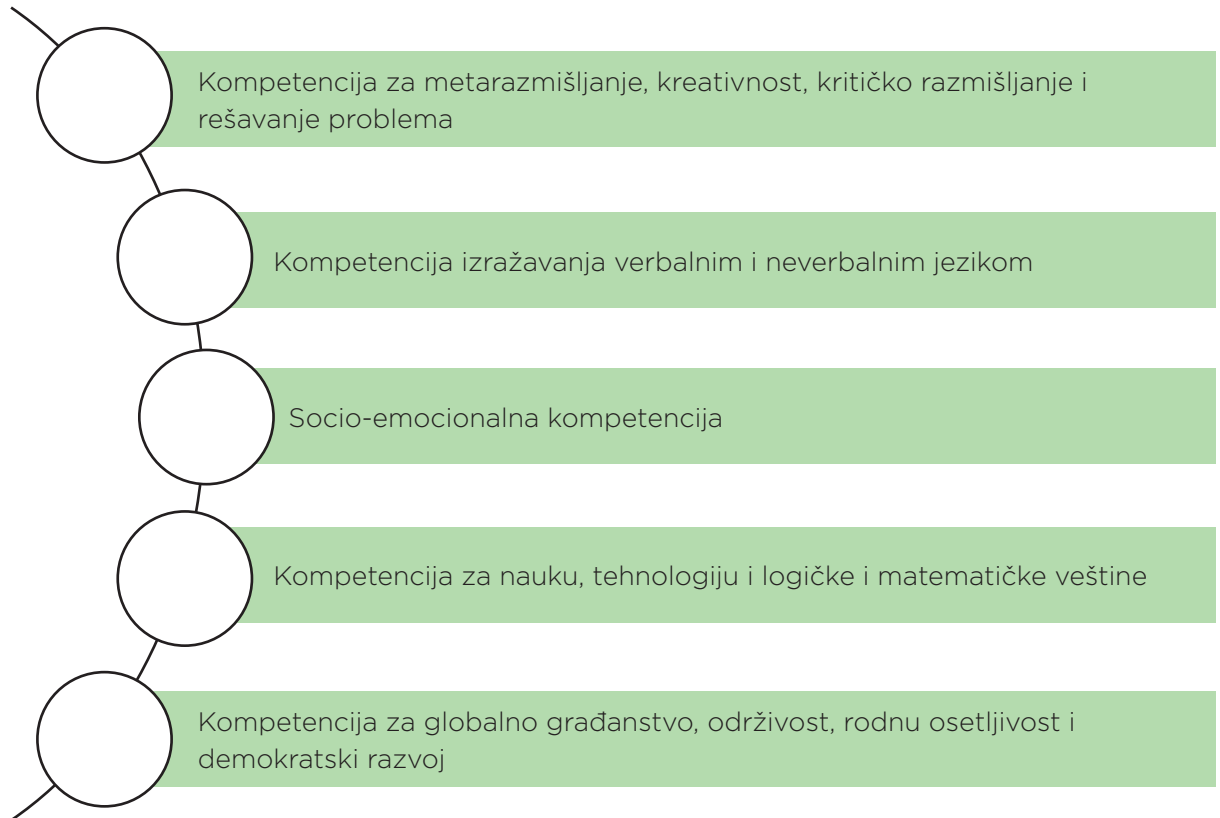 Kompetencija za metarazmišljanje, kreativnost, kritičko razmišljanje i
rešavanje problema
Kompetencija izražavanja verbalnim i neverbalnim jezikom
Socio-emocionalna kompetencija
Kompetencija za nauku, tehnologiju i logičke i matematičke veštine
Kompetencija za globalno građanstvo, održivost, rodnu osetljivost i
demokratski razvoj